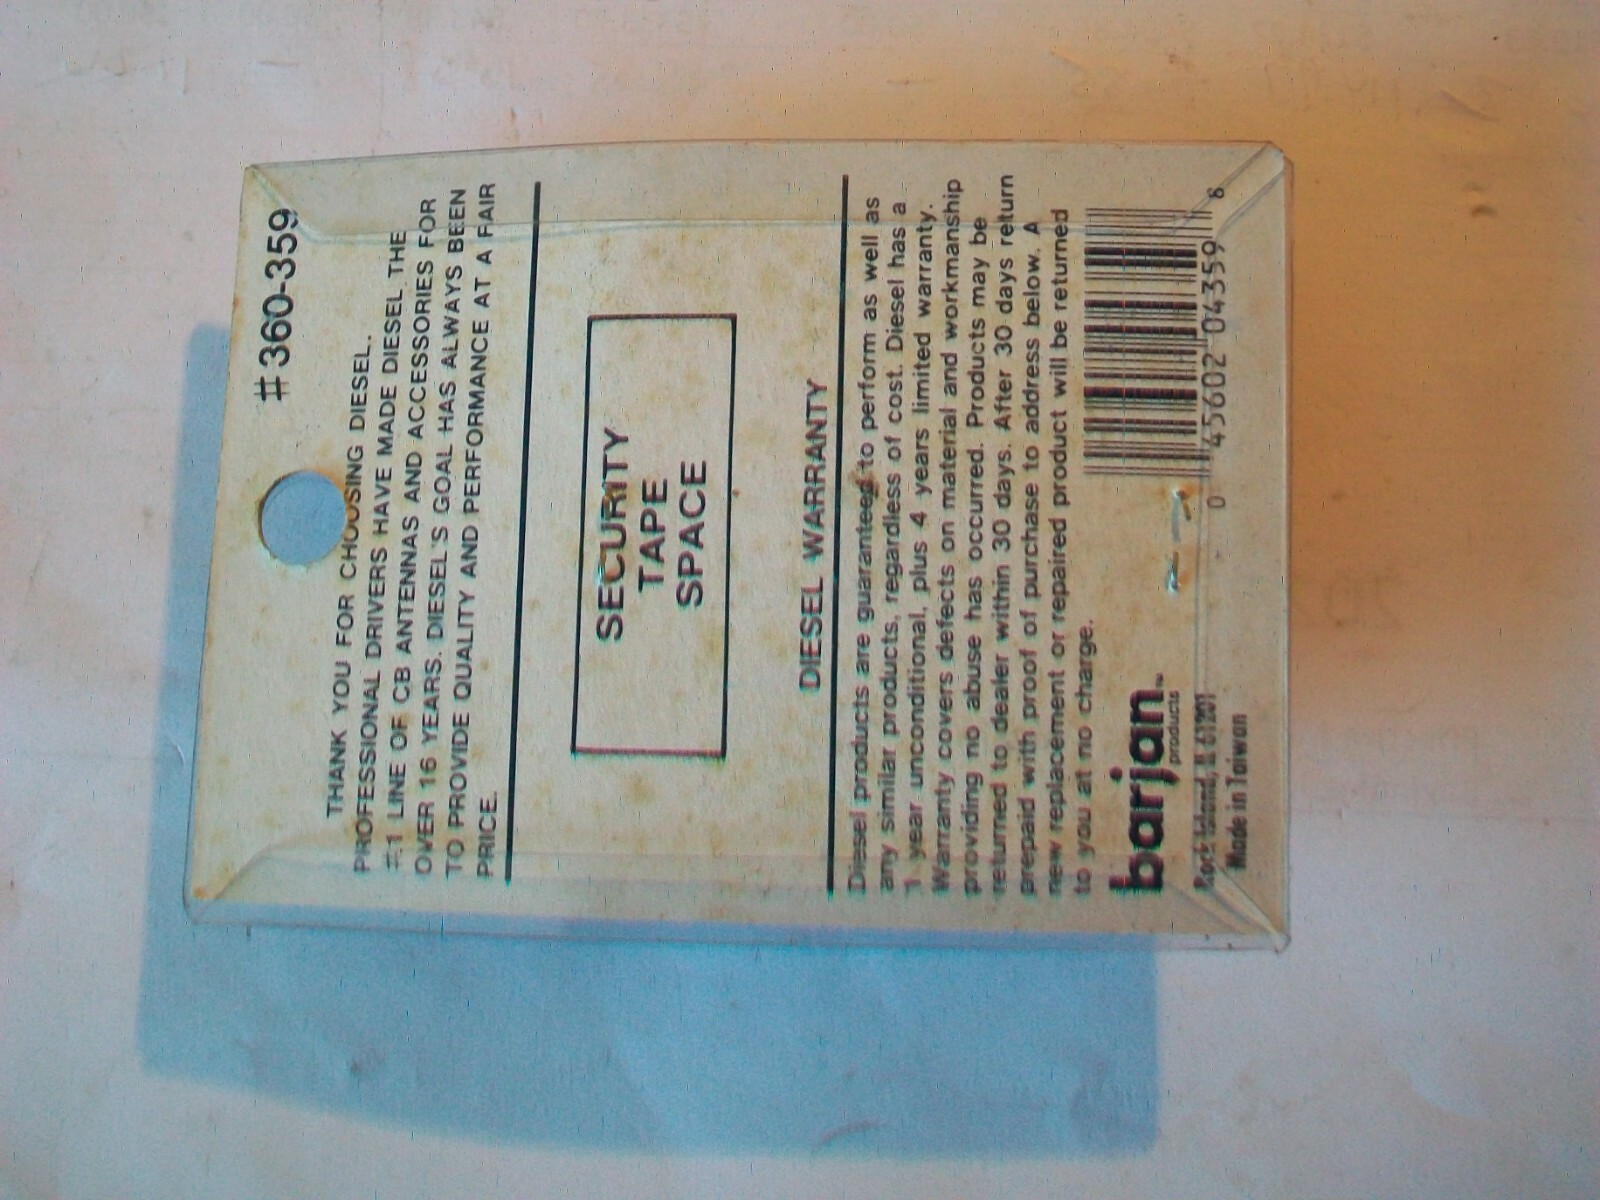 #360-359
THANK YOU FOR CHOOSING DIESEL.
PROFESSIONAL DRIVERS HAVE MADE DIESEL THE
#1 LINE OF CB ANTENNAS AND ACCESSORIES FOR
OVER 16 YEARS. DIESEL'S GOAL HAS ALWAYS BEEN
TO PROVIDE QUALITY AND PERFORMANCE AT A FAIR
PRICE.
SECURITY
TAPE
SPACE
DIESEL WARRANTY
Diesel products are guaranteed to perform as well as
any similar products, regardless of cost. Diesel has a
1 year unconditional, plus 4 years limited warranty.
Warranty covers defects on material and workmanship
providing no abuse has occurred. Products may be
returned to dealer within 30 days. After 30 days return
prepaid with proof of purchase to address below. A
new replacement or repaired product will be returned
to you at no charge.
barjan™
products
Rock Island, IL 61201
Made in Taiwan
0 45602 04359 8